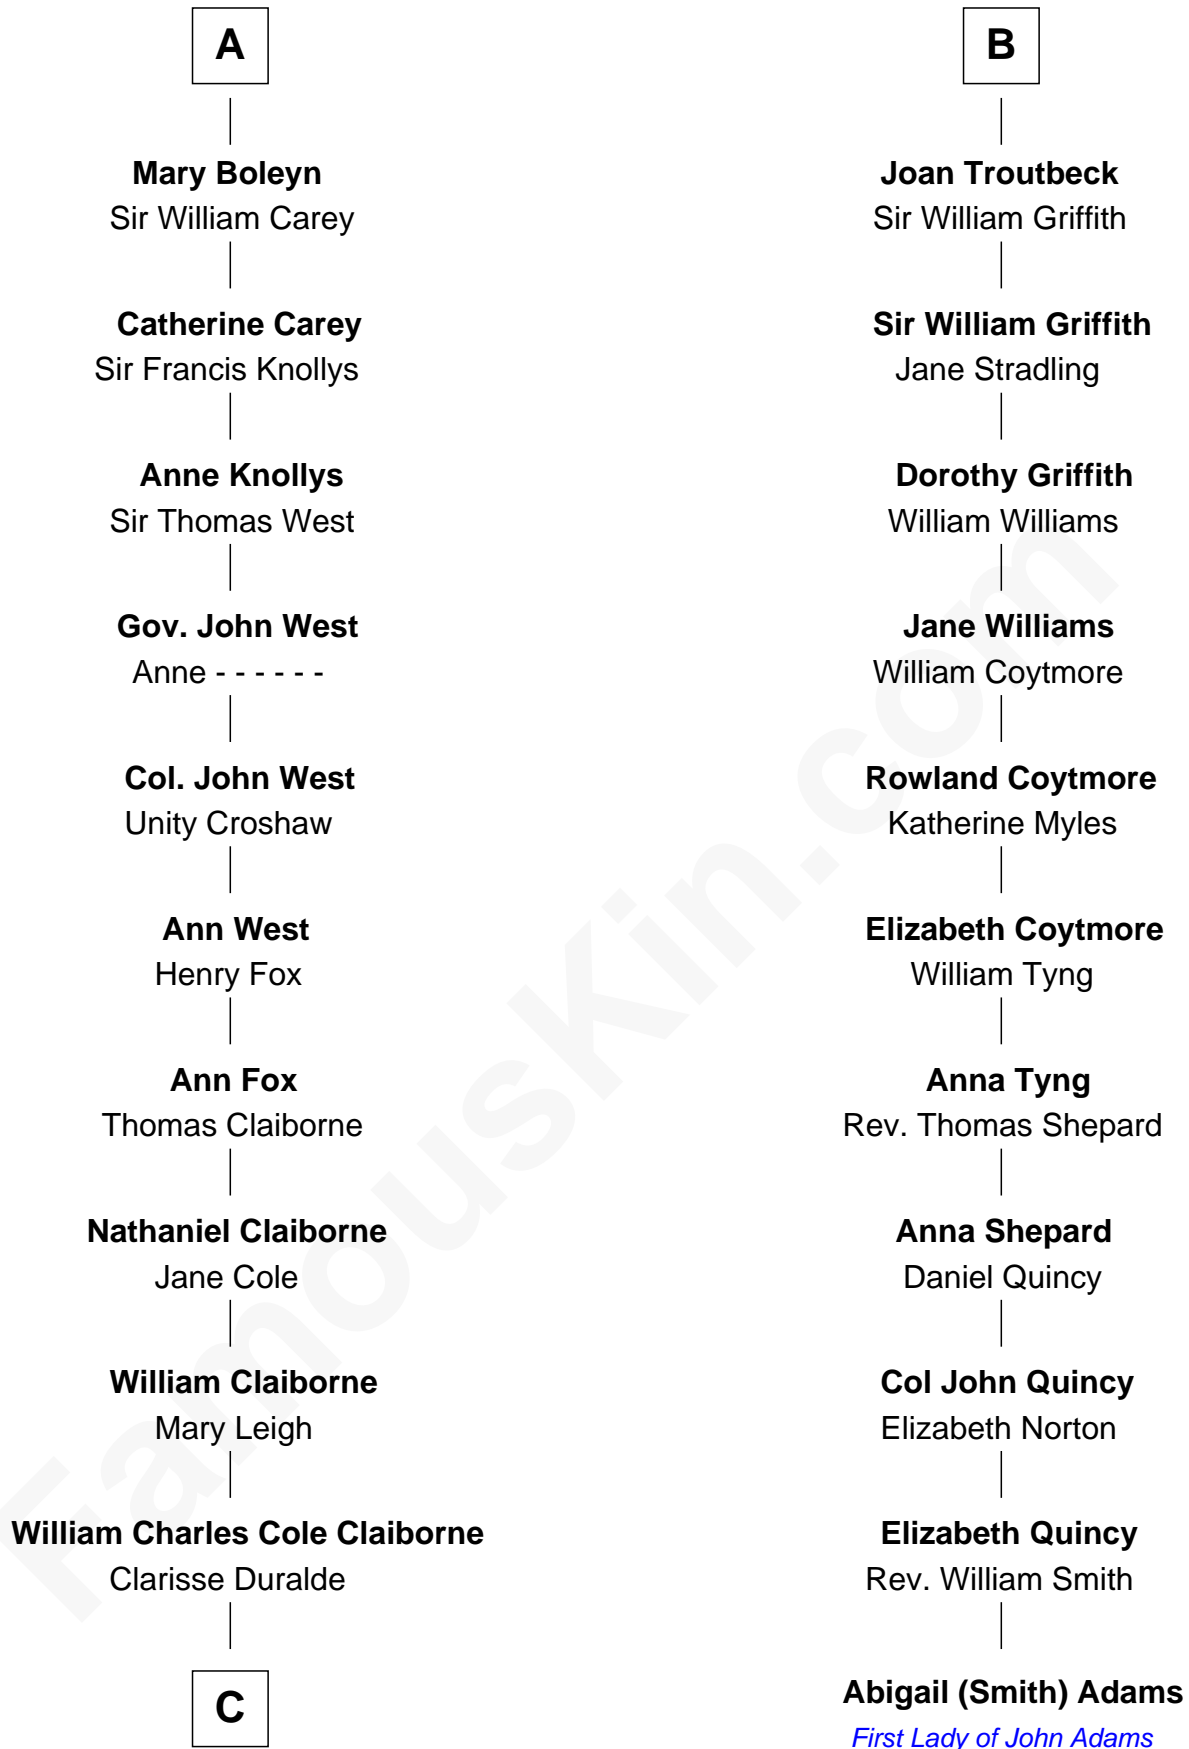 A
Mary Boleyn
Sir William Carey
Catherine Carey
Sir Francis Knollys
Anne Knollys
Sir Thomas West
Gov. John West
Anne - - - - - -
Col. John West
Unity Croshaw
Ann West
Henry Fox
Ann Fox
Thomas Claiborne
Nathaniel Claiborne
Jane Cole
William Claiborne
Mary Leigh
William Charles Cole Claiborne
Clarisse Duralde
C
B
Joan Troutbeck
Sir William Griffith
Sir William Griffith
Jane Stradling
Dorothy Griffith
William Williams
Jane Williams
William Coytmore
Rowland Coytmore
Katherine Myles
Elizabeth Coytmore
William Tyng
Anna Tyng
Rev. Thomas Shepard
Anna Shepard
Daniel Quincy
Col John Quincy
Elizabeth Norton
Elizabeth Quincy
Rev. William Smith
Abigail (Smith) Adams
First Lady of John Adams
FamousKin.com